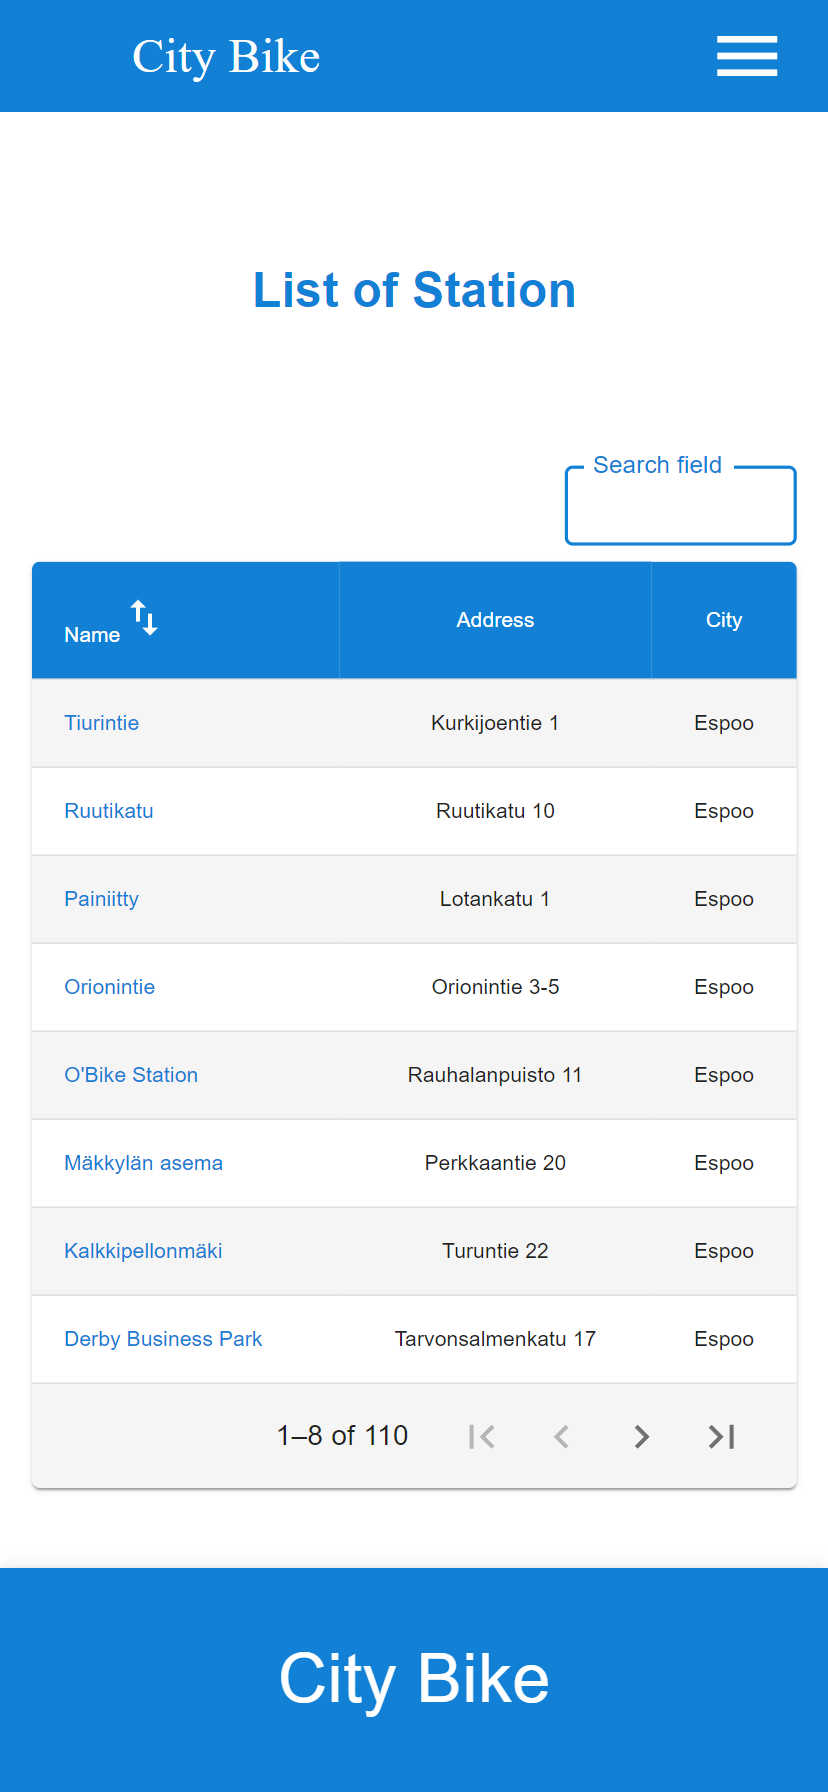 City Bike
List of Station
Search field
Name Address City
Tiurintie Kurkijoentie 1 Espoo
Ruutikatu Ruutikatu 10 Espoo
Painiitty Lotankatu 1 Espoo
Orionintie Orionintie 3-5 Espoo
O'Bike Station Rauhalanpuisto 11 Espoo
Mäkkylän asema Perkkaantie 20 Espoo
Kalkkipellonmäki Turuntie 22 Espoo
Derby Business Park Tarvonsalmenkatu 17 Espoo
1–8 of 110
City Bike